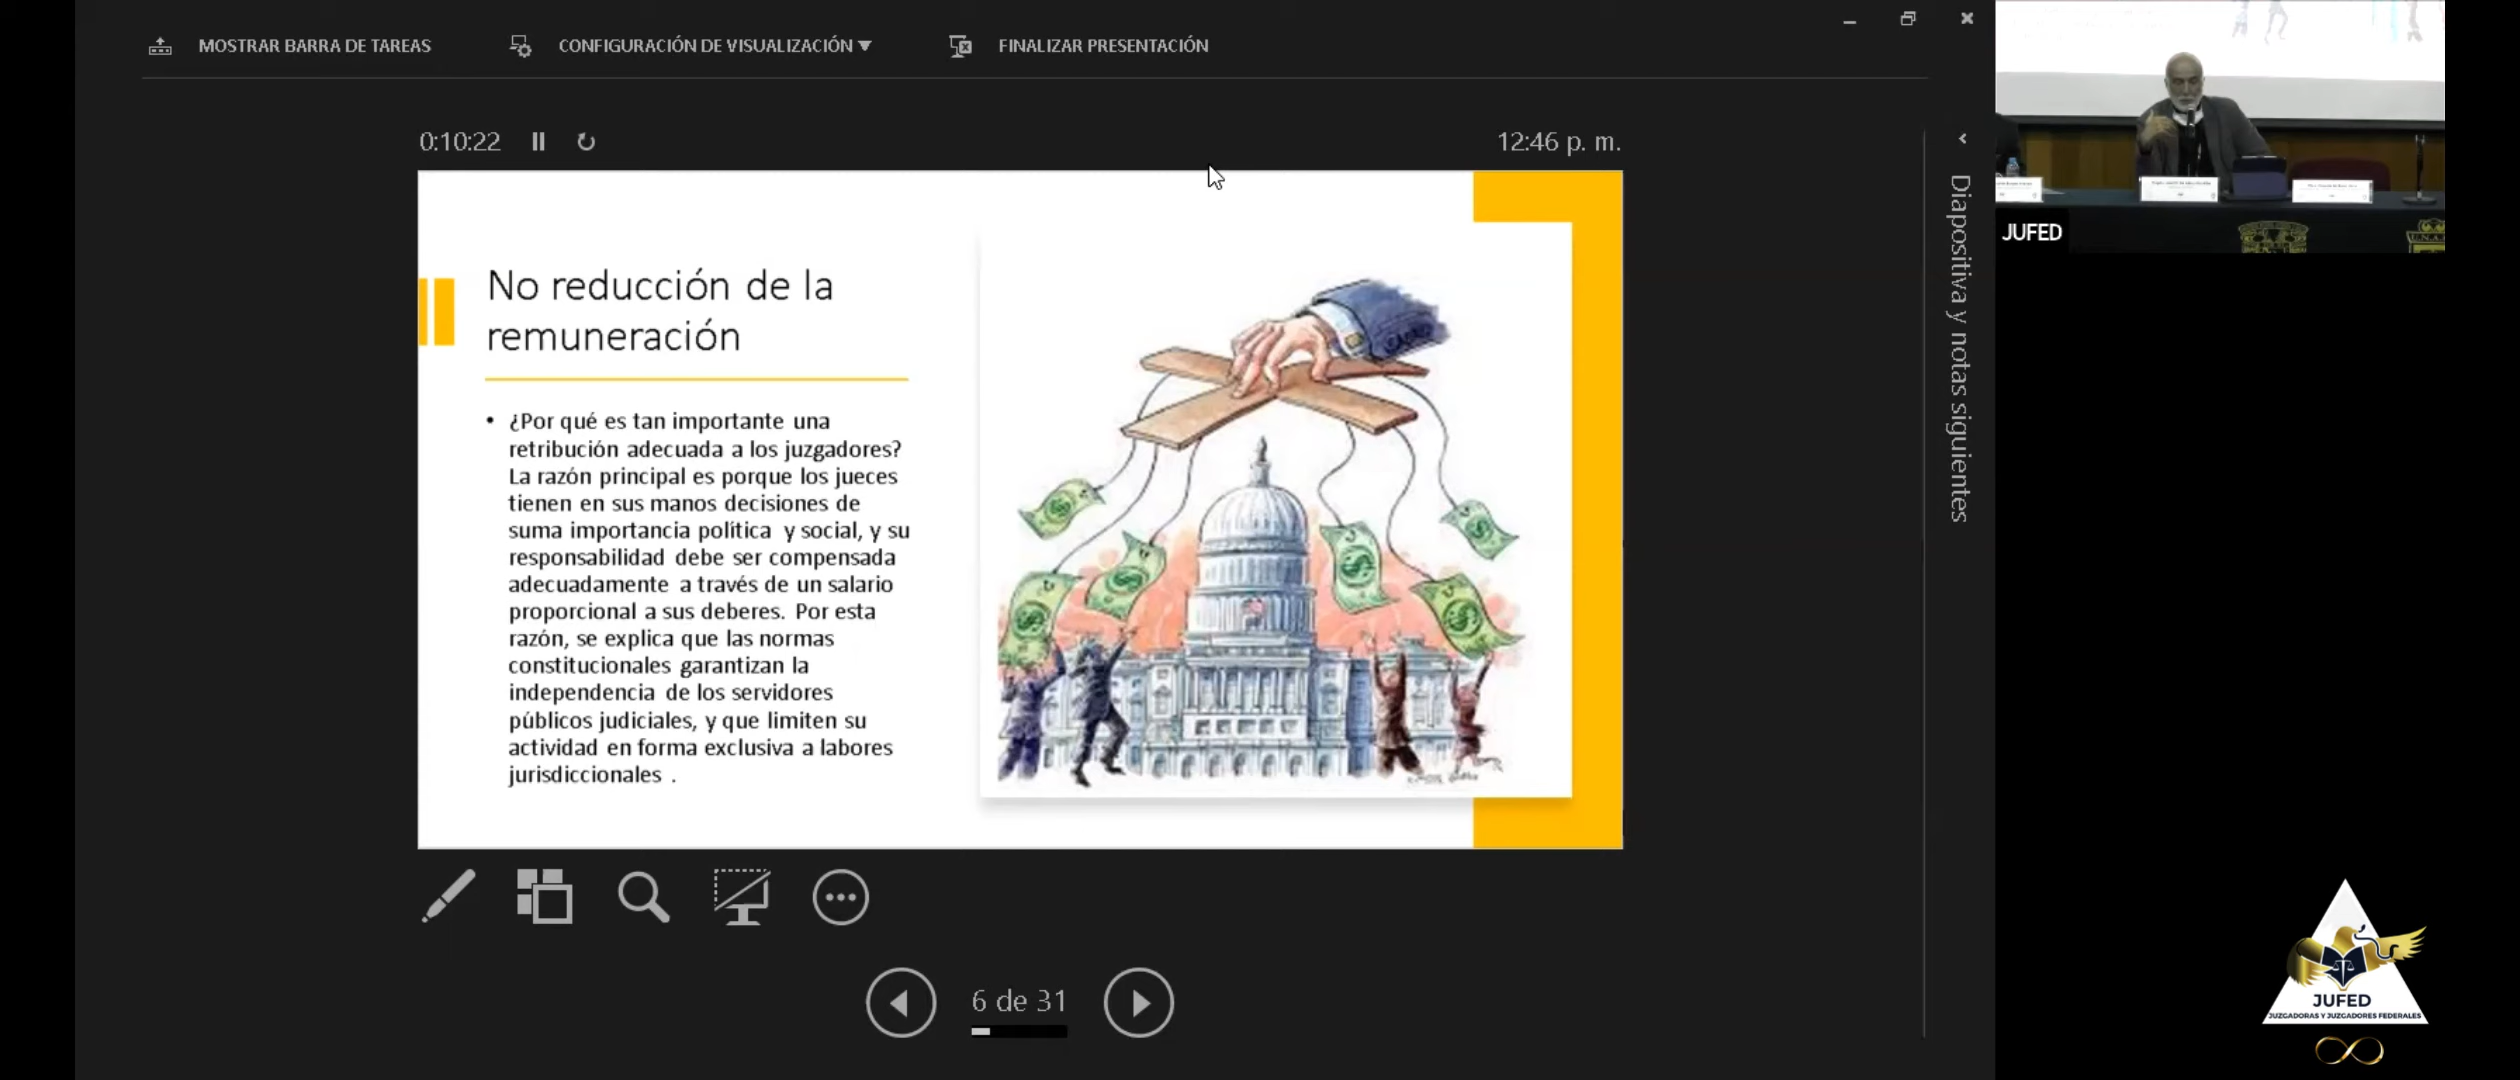 MOSTRAR BARRA DE TAREAS
CONFIGURACIÓN DE VISUALIZACIÓN
FINALIZAR PRESENTACIÓN
0:10:22
12:46 p. m.
No reducción de la
remuneración
• ¿Por qué es tan importante una
retribución adecuada a los juzgadores?
La razón principal es porque los jueces
tienen en sus manos decisiones de
suma importancia política y social, y su
responsabilidad debe ser compensada
adecuadamente a través de un salario
proporcional a sus deberes. Por esta
razón, se explica que las normas
constitucionales garantizan la
independencia de los servidores
públicos judiciales, y que limiten su
actividad en forma exclusiva a labores
jurisdiccionales .
6 de 31
Diapositiva y notas siguientes
JUFED
JUFED
JUZGADORAS Y JUZGADORES FEDERALES